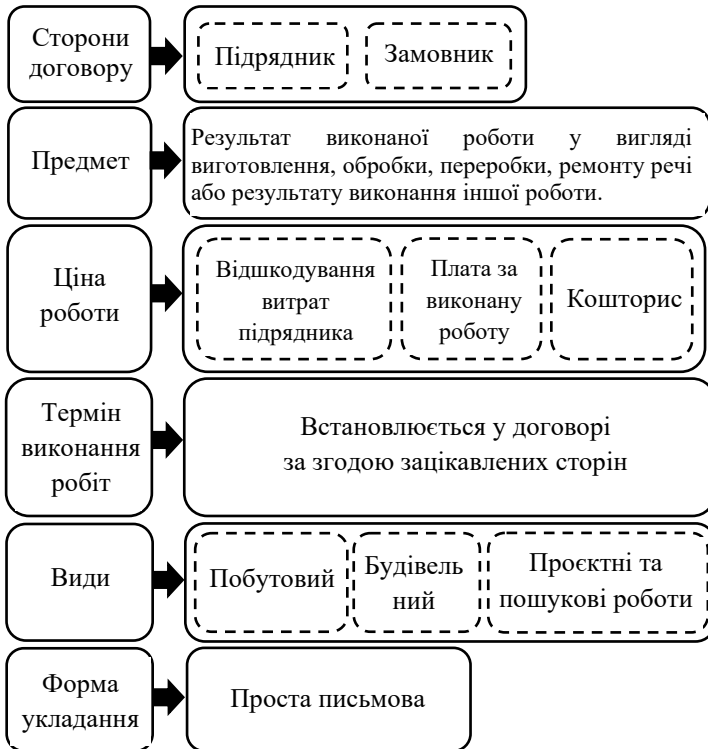 Сторони
договору
Підрядник
Замовник
Предмет
Результат виконаної роботи у вигляді
виготовлення, обробки, переробки, ремонту речі
або результату виконання іншої роботи.
Ціна
роботи
Відшкодування
витрат
підрядника
Плата за
виконану
роботу
Кошторис
Термін
виконання
робіт
Встановлюється у договорі
за згодою зацікавлених сторін
Види
Побутовий
Будівель
ний
Проєктні та
пошукові роботи
Форма
укладання
Проста письмова